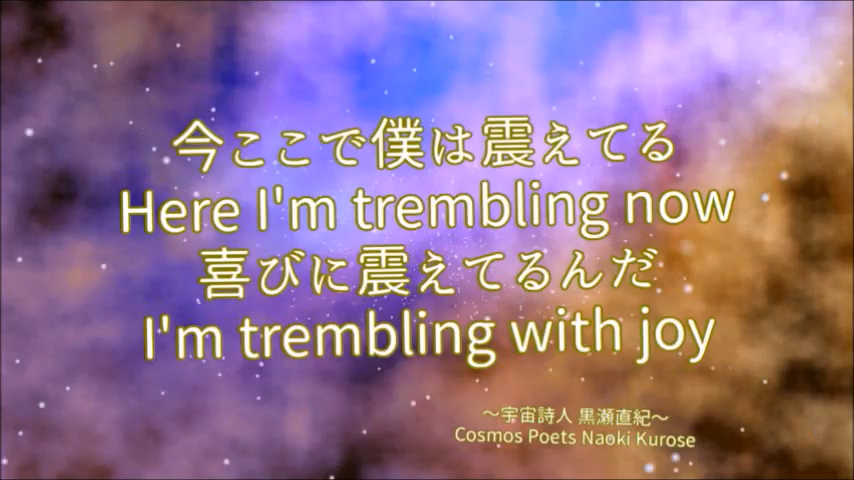 今ここで僕は震えてる
Here I'm trembling now
喜びに震えてるんだ
I'm trembling with joy
～宇宙詩人 黒瀬直紀～
Cosmos Poets Naoki Kurose